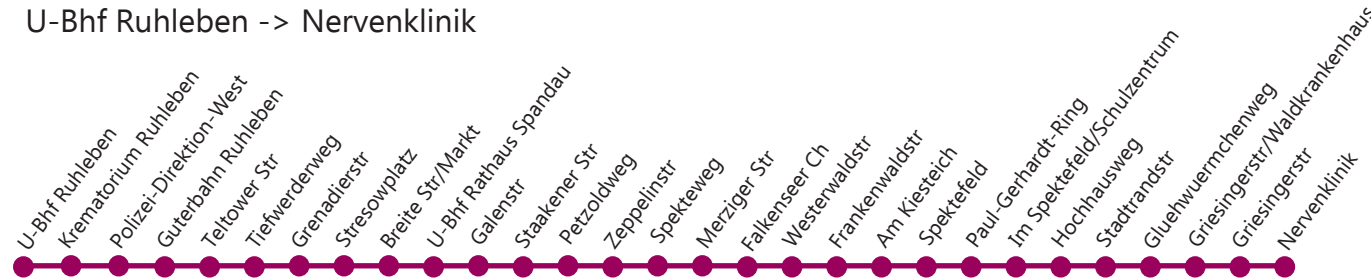 U-Bhf Ruhleben -> Nervenklinik
U-Bhf Ruhleben
Krematorium Ruhleben
Polizei-Direktion-West
Guterbahn Ruhleben
Teltower Str
Tiefwerderweg
Grenadierstr
Stresowplatz
Breite Str/Markt
U-Bhf Rathaus Spandau
Galenstr
Staakener Str
Petzoldweg
Zeppelinstr
Spekteweg
Merziger Str
Falkenseer Ch
Westerwaldstr
Frankenwaldstr
Am Kiesteich
Spektefeld
Paul-Gerhardt-Ring
Im Spektefeld/Schulzentrum
Hochhausweg
Stadtrandstr
Gluehwuermchenweg
Griesingerstr/Waldkrankenhaus
Griesingerstr
Nervenklinik